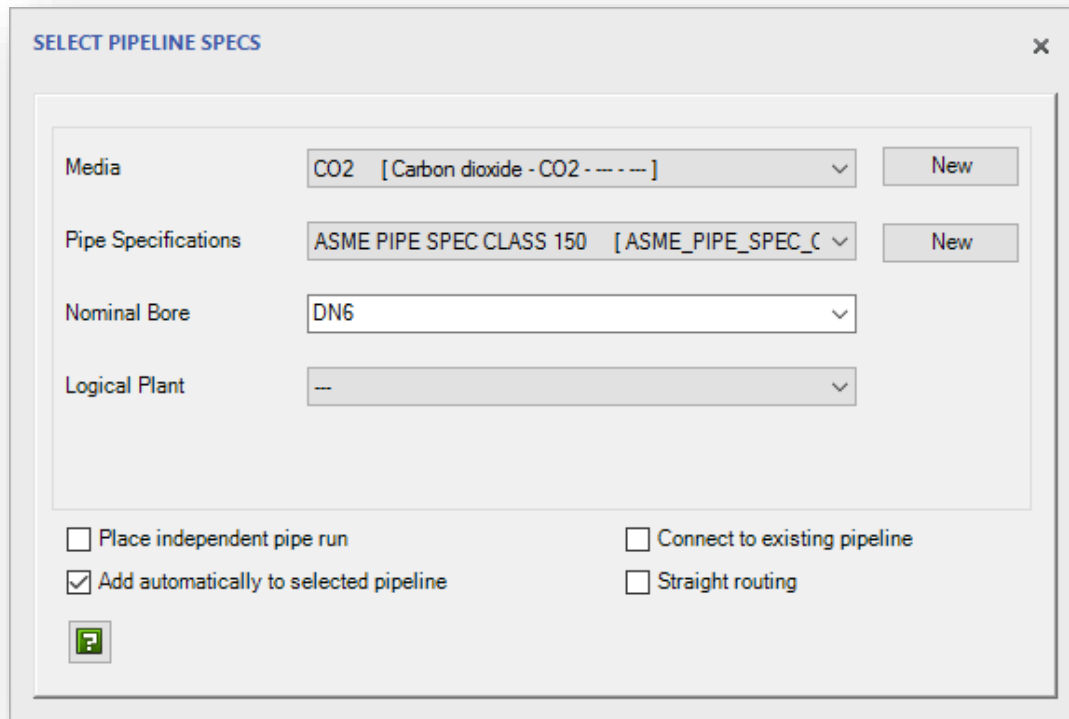 SELECT PIPELINE SPECS
Media
CO2 [ Carbon dioxide - CO2 - --- - --- ]
New
Pipe Specifications
ASME PIPE SPEC CLASS 150 [ ASME_PIPE_SPEC_C
New
Nominal Bore
DN6
Logical Plant
---
Place independent pipe run
Connect to existing pipeline
Add automatically to selected pipeline
Straight routing
?